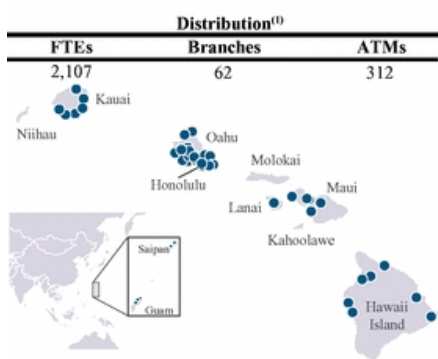 Distribution(1)
FTEs Branches ATMs
2,107 62 312
Kauai
Niihau
Oahu
Honolulu
Molokai
Lanai
Maui
Kahoolawe
Saipan
Guam
Hawaii
Island